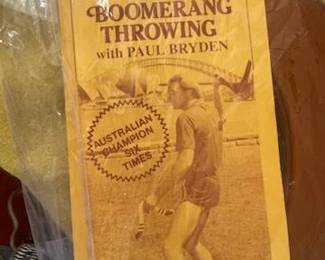 BOOMERANG
THROWING
with PAUL BRYDEN
AUSTRALIAN
CHAMPION
SIX
TIMES